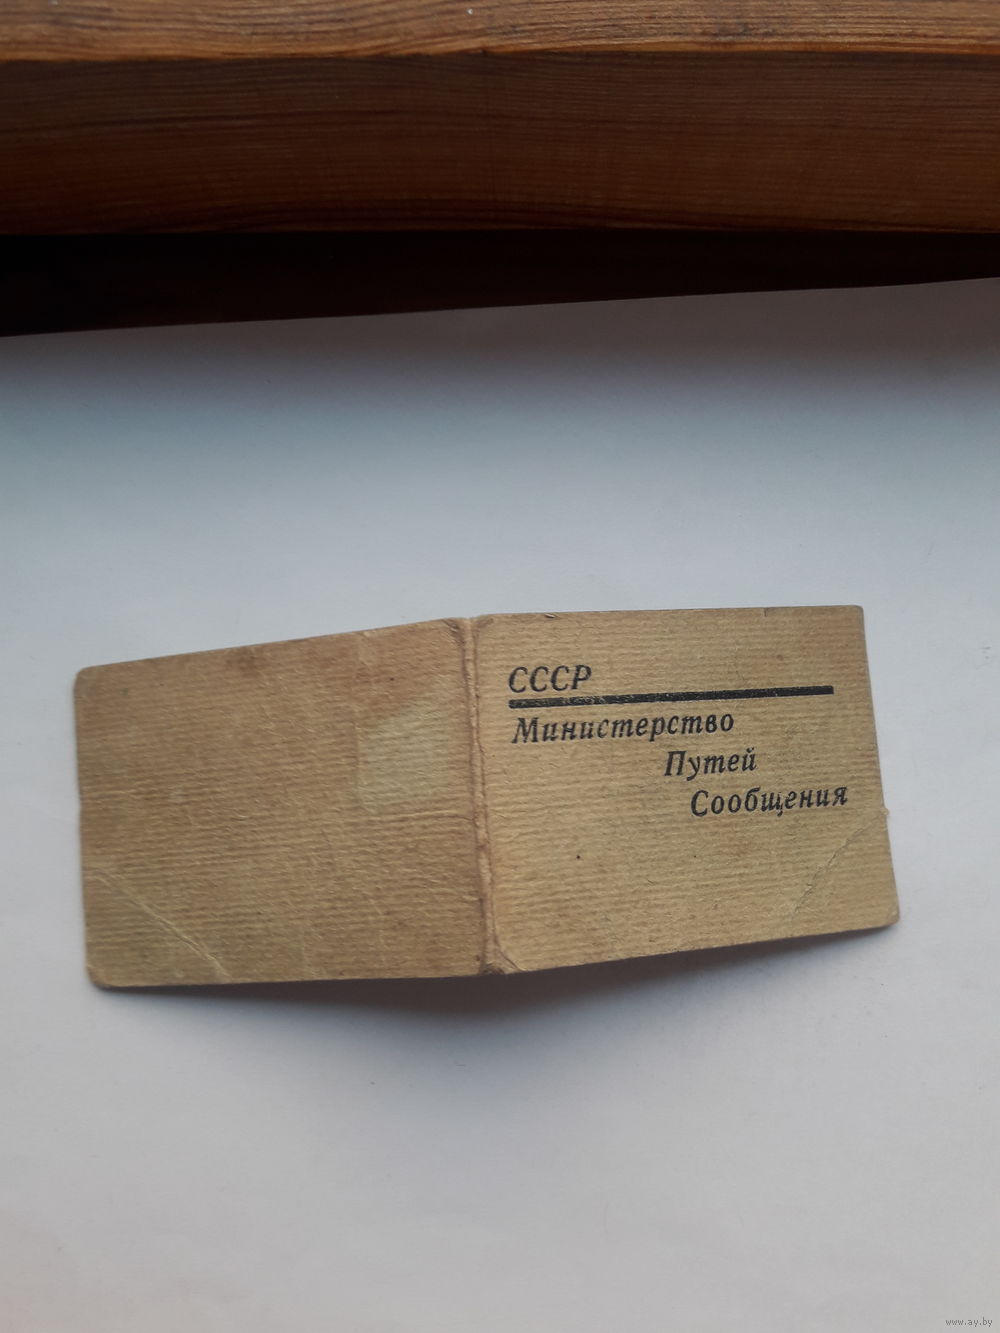 СССР
Министерство
Путей
Сообщения
www.ay.by